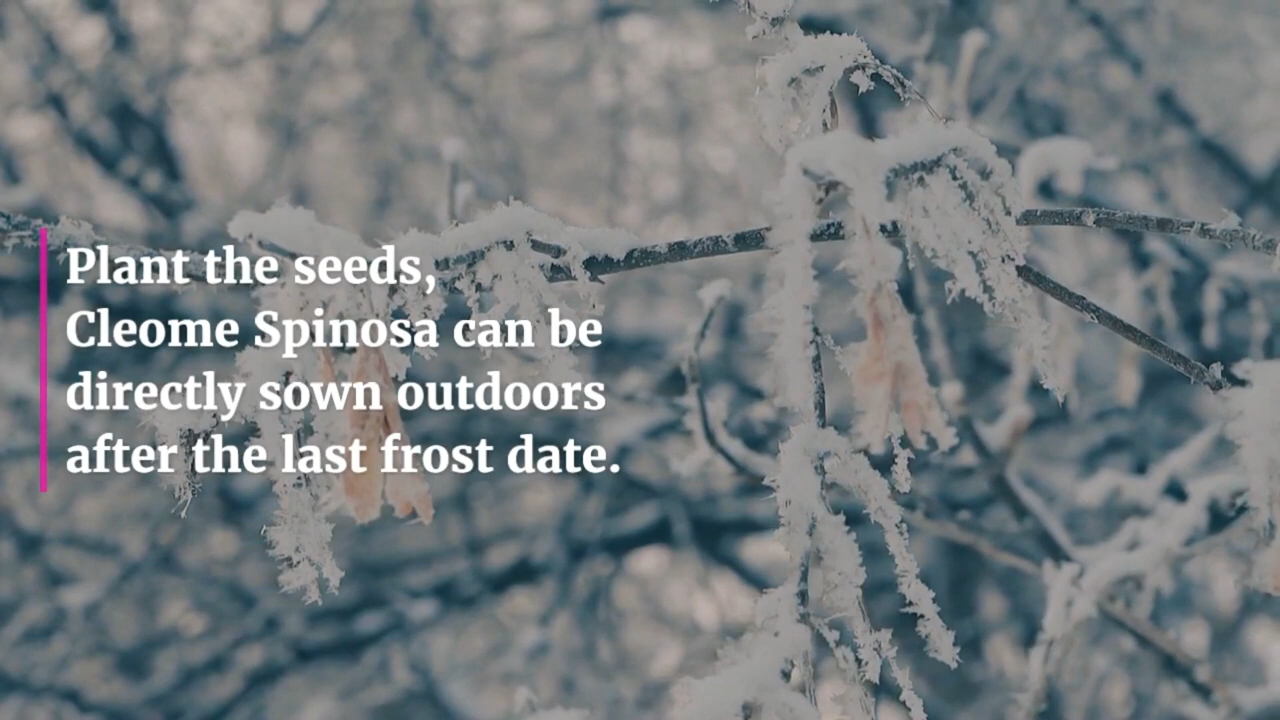 Plant the seeds,
Cleome Spinosa can be
directly sown outdoors
after the last frost date.